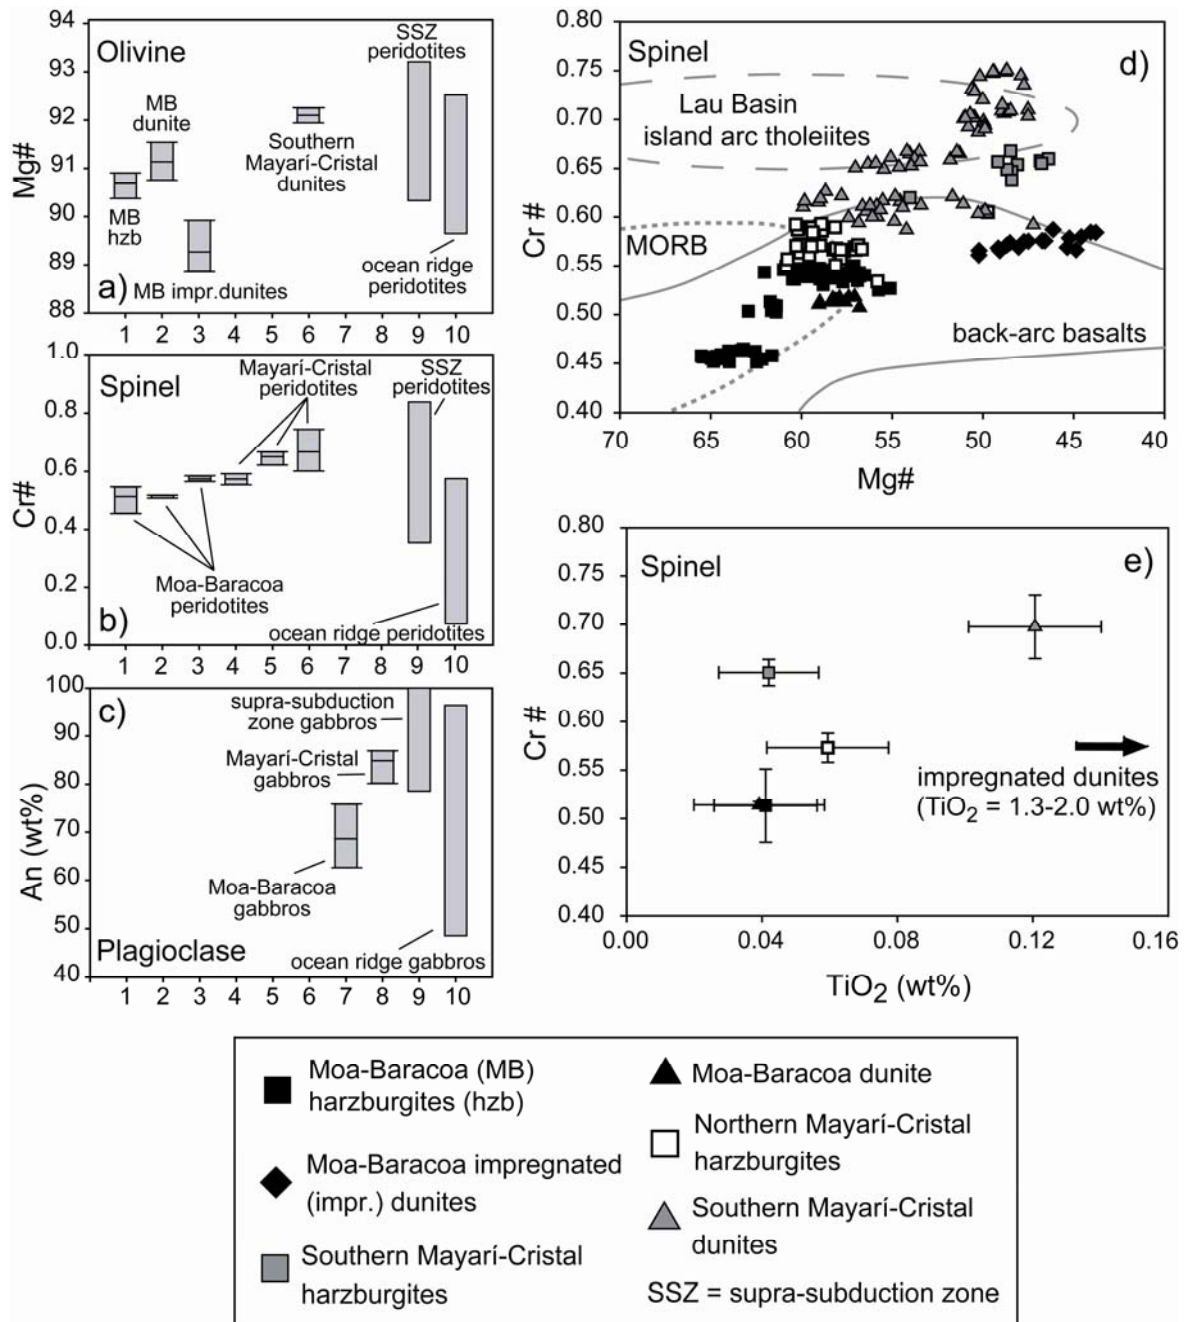 94
93
92
91
90
89
88
Mg#
Olivine
MB
dunite
MB
hzb
MB impr.dunites
Southern
Mayarí-Cristal
dunites
SSZ
peridotites
ocean ridge
peridotites
a)
1 2 3 4 5 6 7 8 9 10
1.0
0.8
0.6
0.4
0.2
0.0
Cr#
Spinel
Mayarí-Cristal
peridotites
SSZ
peridotites
Moa-Baracoa
peridotites
ocean ridge peridotites
b)
1 2 3 4 5 6 7 8 9 10
100
90
80
70
60
50
40
An (wt%)
c)
supra-subduction
zone gabbros
Mayarí-Cristal
gabbros
Moa-Baracoa
gabbros
ocean ridge gabbros
Plagioclase
1 2 3 4 5 6 7 8 9 10
0.80
0.75
0.70
0.65
0.60
0.55
0.50
0.45
0.40
Cr #
Spinel
d)
Lau Basin
island arc tholeiites
MORB
back-arc basalts
70 65 60 55 50 45 40
Mg#
0.80
0.75
0.70
0.65
0.60
0.55
0.50
0.45
0.40
Cr #
Spinel
e)
impregnated dunites
(TiO2 = 1.3-2.0 wt%)
0.00 0.04 0.08 0.12 0.16
TiO2 (wt%)
Moa-Baracoa (MB)
harzburgites (hzb)
Moa-Baracoa impregnated
(impr.) dunites
Southern Mayarí-Cristal
harzburgites
Moa-Baracoa dunite
Northern Mayarí-Cristal
harzburgites
Southern Mayarí-Cristal
dunites
SSZ = supra-subduction zone